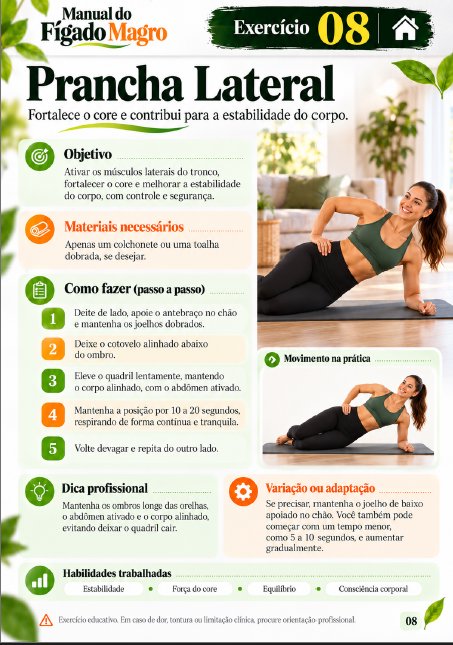 Manual do
Fígado Magro
Exercício 08
Prancha Lateral
Fortalece o core e contribui para a estabilidade do corpo.
Objetivo
Ativar os músculos laterais do tronco,
fortalecer o core e melhorar a estabilidade
do corpo, com controle e segurança.
Materiais necessários
Apenas um colchonete ou uma toalha
dobrada, se desejar.
Como fazer (passo a passo)
1 Deite de lado, apoie o antebraço no chão
e mantenha os joelhos dobrados.
2 Deixe o cotovelo alinhado abaixo
do ombro.
3 Eleve o quadril lentamente, mantendo
o corpo alinhado, com o abdômen ativado.
4 Mantenha a posição por 10 a 20 segundos,
respirando de forma contínua e tranquila.
5 Volte devagar e repita do outro lado.
Movimento na prática
Dica profissional
Mantenha os ombros longe das orelhas,
o abdômen ativado e o corpo alinhado,
evitando deixar o quadril cair.
Variação ou adaptação
Se precisar, mantenha o joelho de baixo
apoiado no chão. Você também pode
começar com um tempo menor,
como 5 a 10 segundos, e aumentar
gradualmente.
Habilidades trabalhadas
Estabilidade • Força do core • Equilíbrio • Consciência corporal
Exercício educativo. Em caso de dor, tontura ou limitação clínica, procure orientação profissional.
08